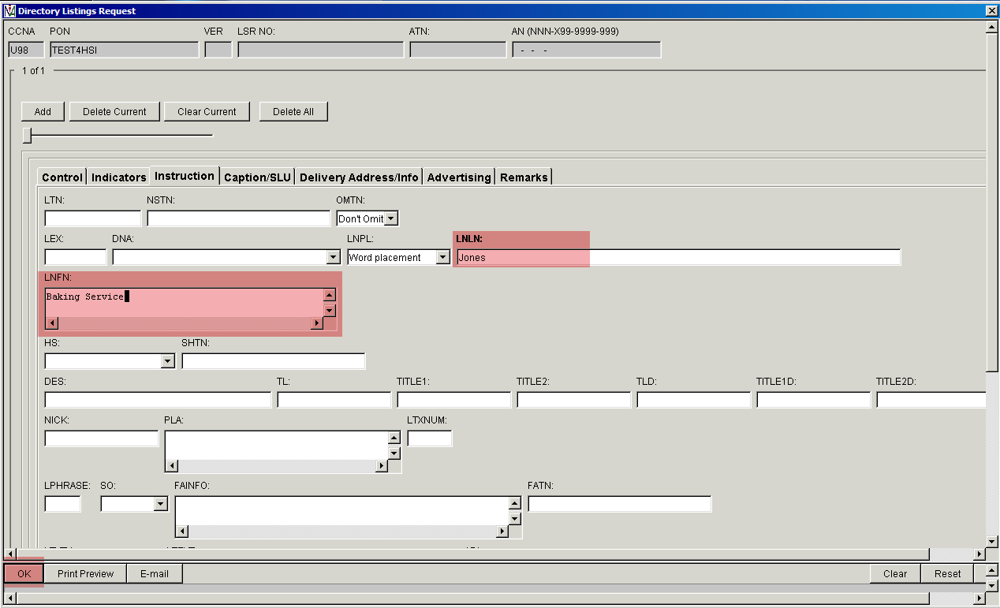 Directory Listings Request
CCNA PON VER LSR NO: ATN: AN (NNN-X99-9999-999)
U98 TEST4HSI - - -
1 of 1
Add Delete Current Clear Current Delete All
Control Indicators Instruction Caption/SLU Delivery Address/Info Advertising Remarks
LTN: NSTN: OMTN:
Don't Omit
LEX: DNA: LNPL: LNLN:
Word placement Jones
LNFN:
Baking Service
HS: SHTN:
DES: TL: TITLE1: TITLE2: TLD: TITLE1D: TITLE2D:
NICK: PLA: LTXNUM:
LPHRASE: SO: FAINFO: FATN:
OK Print Preview E-mail Clear Reset